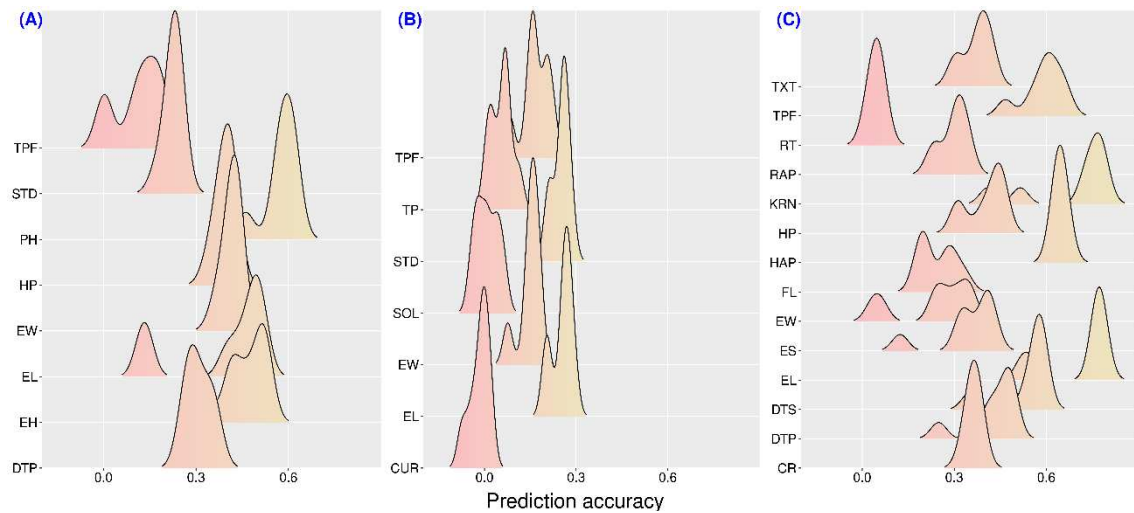 (A)
TPF
STD
PH
HP
EW
EL
EH
DTP
0.0 0.3 0.6
(B)
TPF
TP
STD
SOL
EW
EL
CUR
0.0 0.3 0.6
(C)
TXT
TPF
RT
RAP
KRN
HP
HAP
FL
EW
ES
EL
DTS
DTP
CR
0.0 0.3 0.6
Prediction accuracy